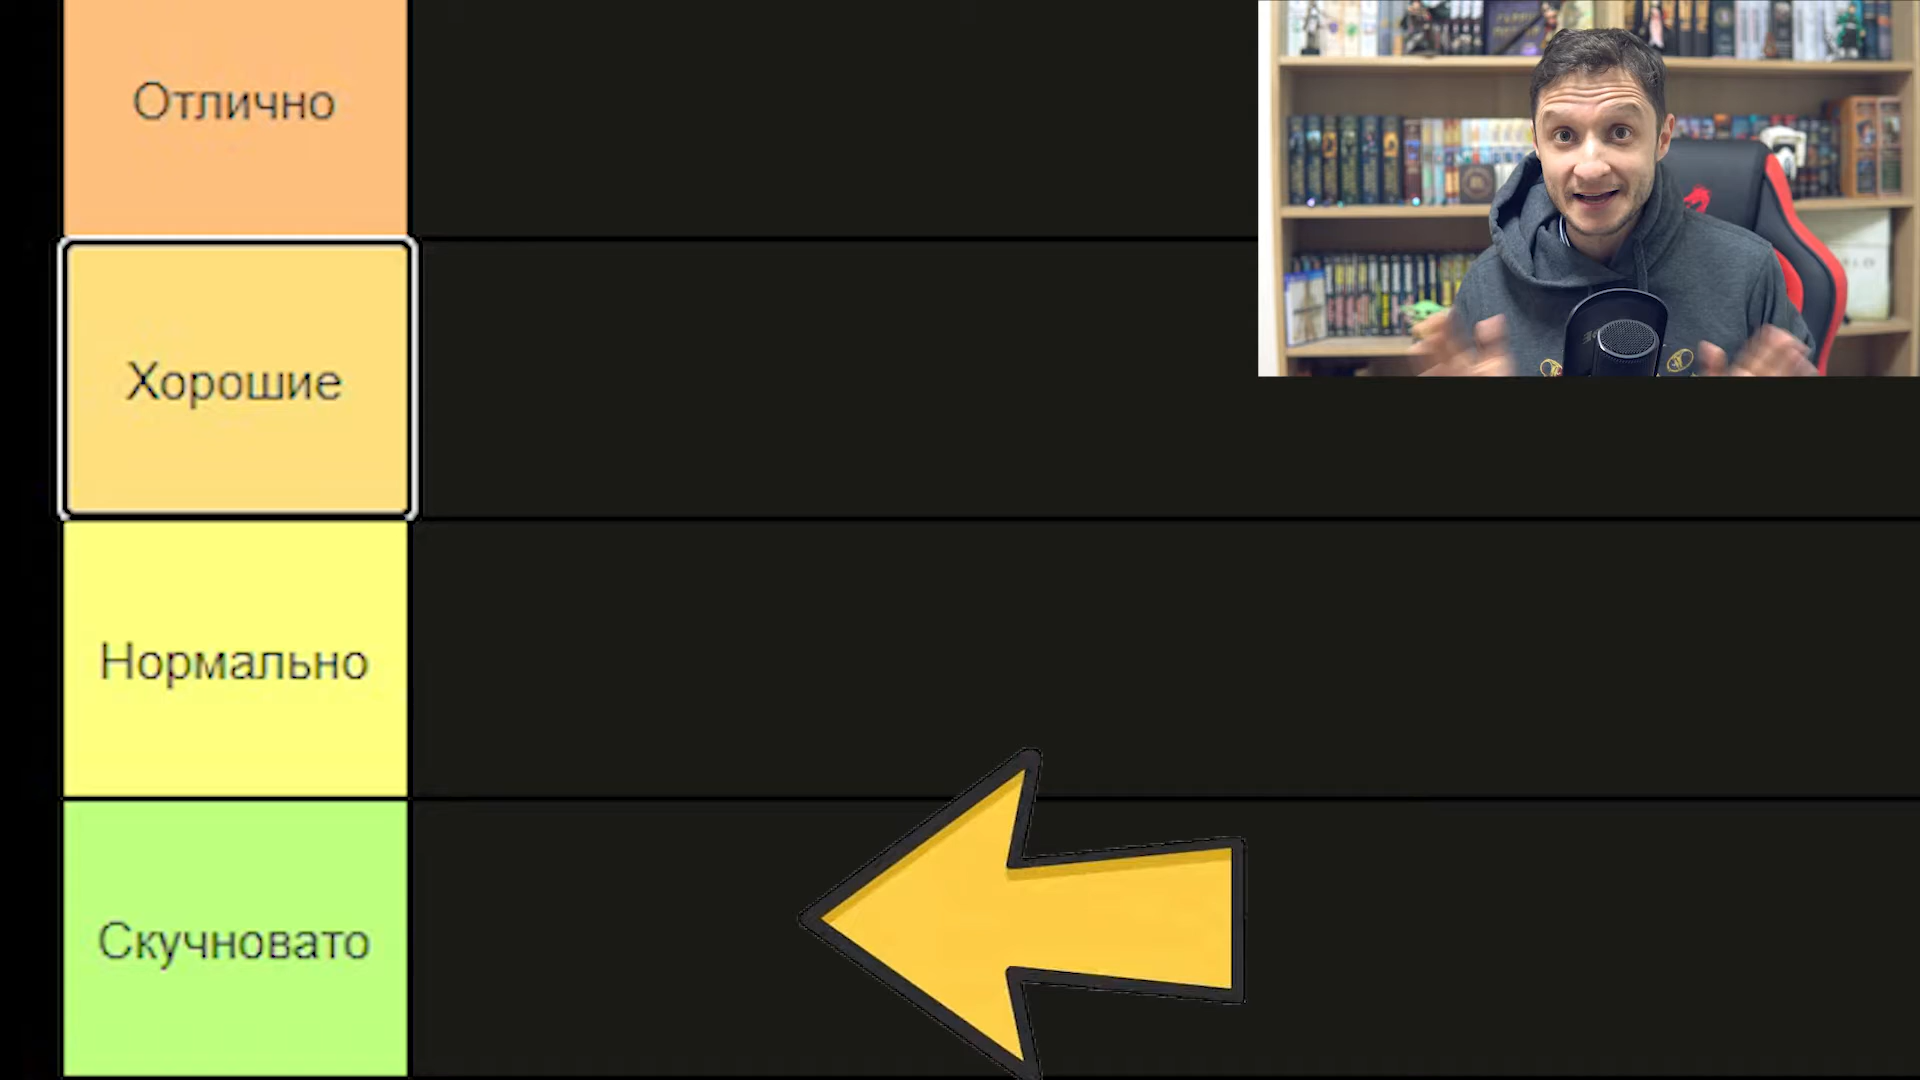 Отлично
Хорошие
Нормально
Скучновато